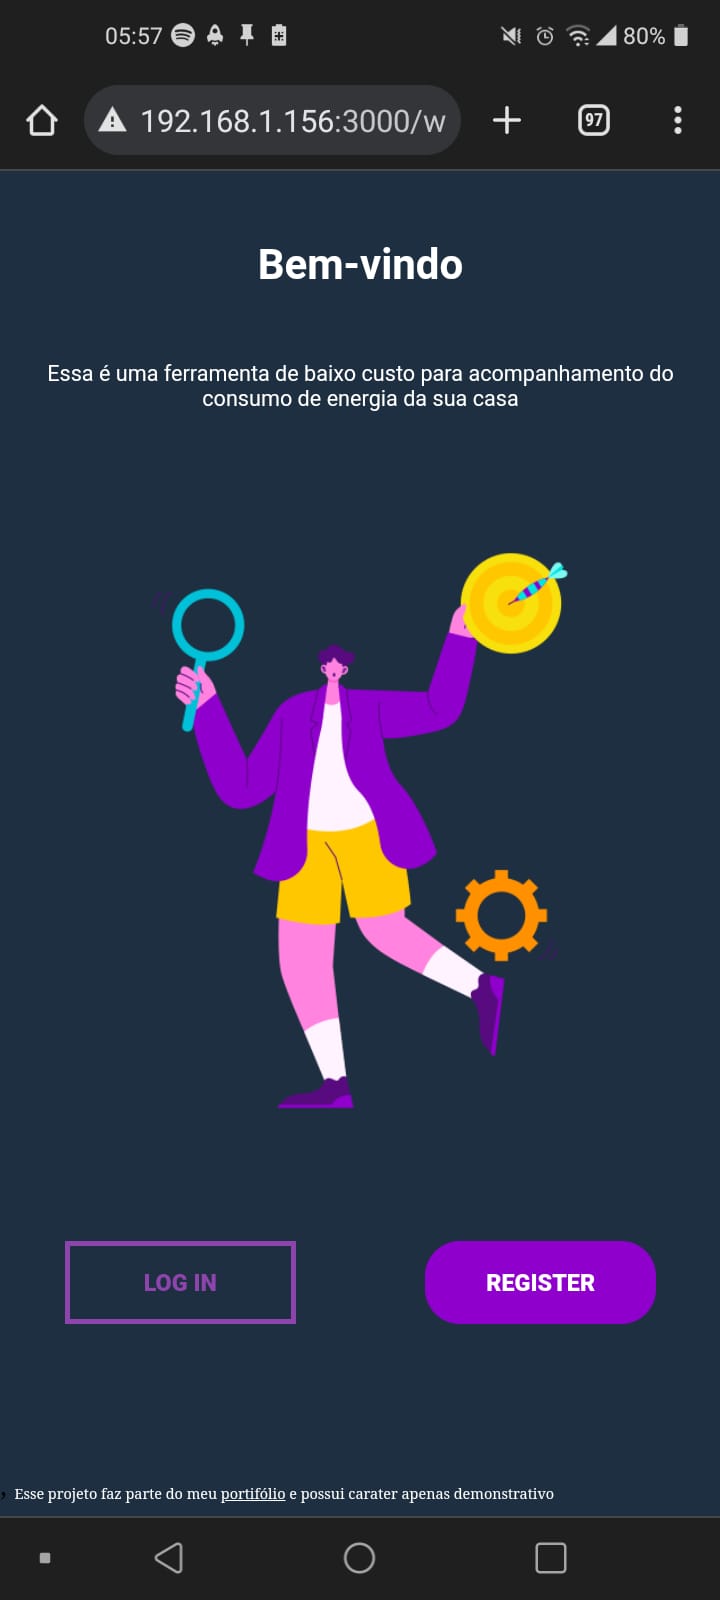 05:57 80%
192.168.1.156:3000/w 97
Bem-vindo
Essa é uma ferramenta de baixo custo para acompanhamento do
consumo de energia da sua casa
LOG IN REGISTER
, Esse projeto faz parte do meu portifólio e possui carater apenas demonstrativo